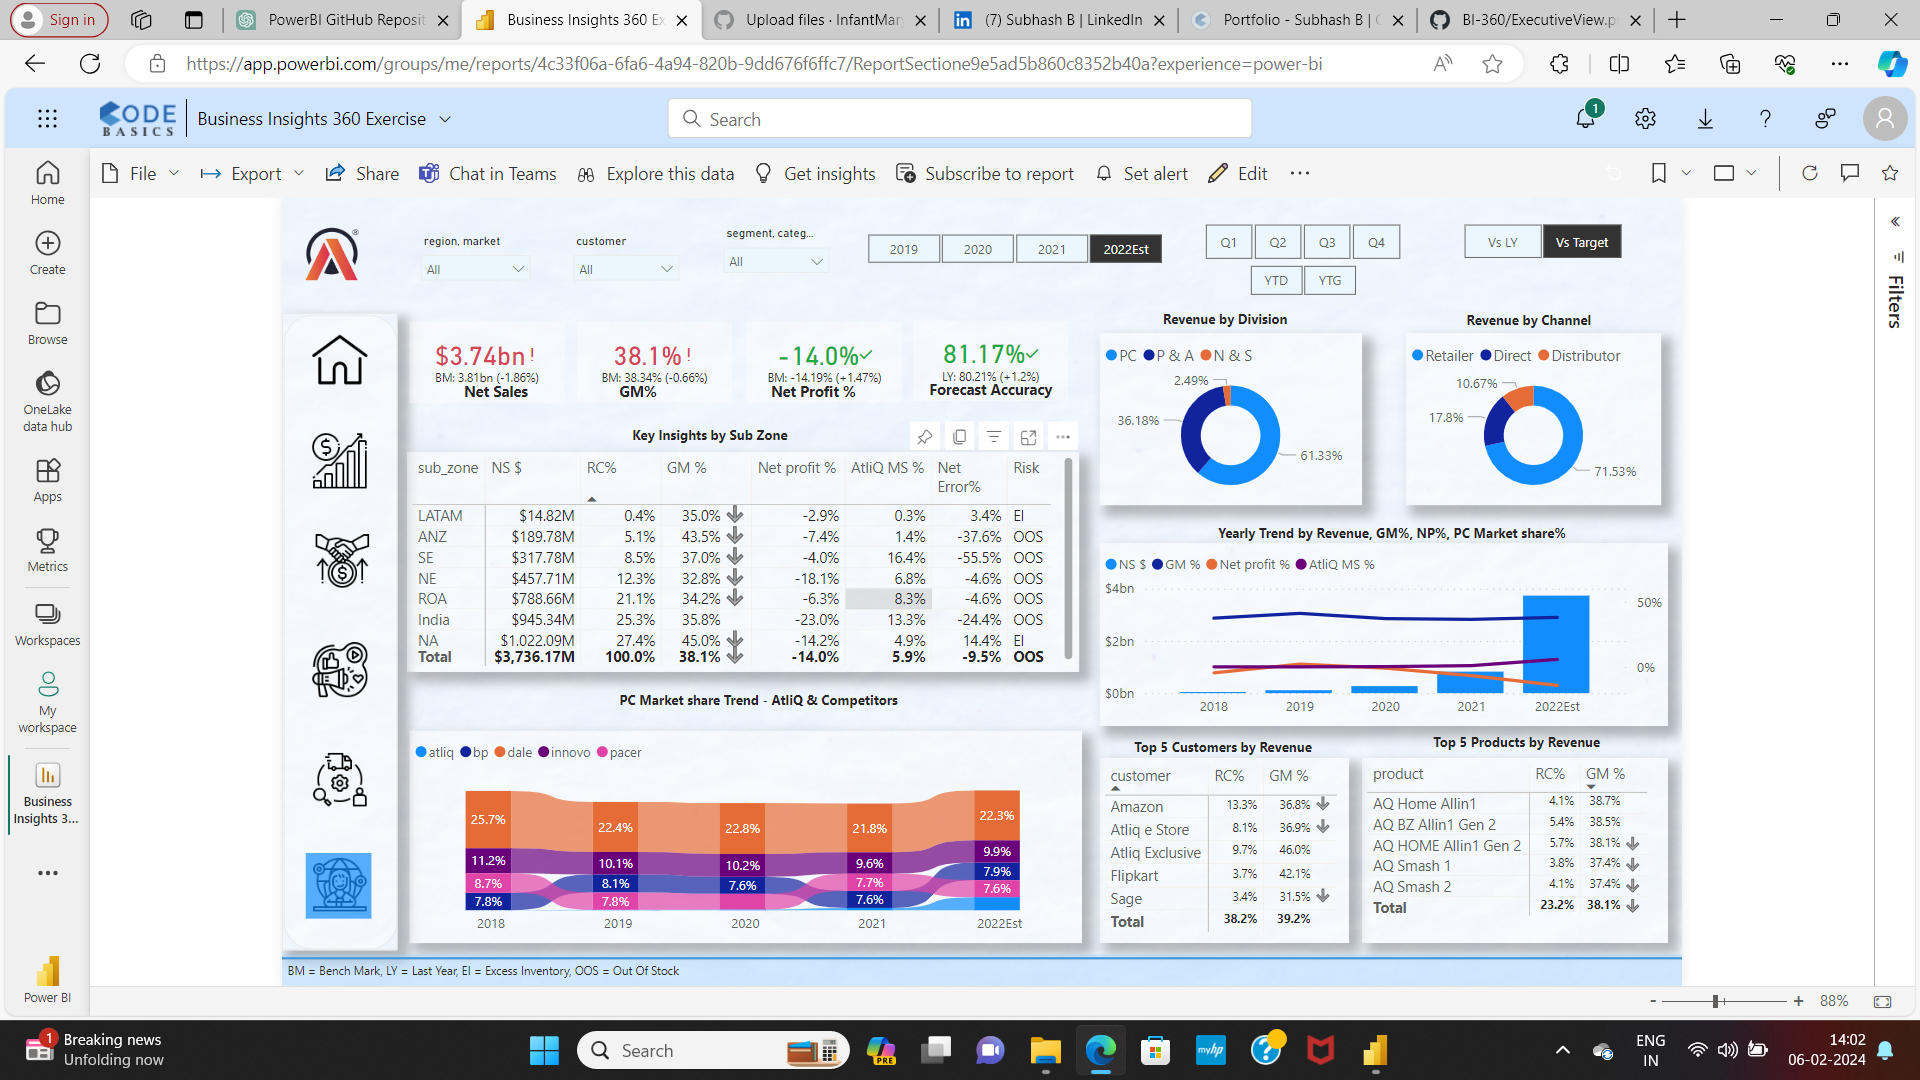 Sign in
PowerBI GitHub Reposit
Business Insights 360 Ex
Upload files · InfantMar
(7) Subhash B | LinkedIn
Portfolio - Subhash B | C
BI-360/ExecutiveView.p
https://app.powerbi.com/groups/me/reports/4c33f06a-6fa6-4a94-820b-9dd676f6ffc7/ReportSectione9e5ad5b860c8352b40a?experience=power-bi
CODE
BASICS
Business Insights 360 Exercise
Search
1
File
Export
Share
Chat in Teams
Explore this data
Get insights
Subscribe to report
Set alert
Edit
Home
Create
Browse
OneLake
data hub
Apps
Metrics
Workspaces
My
workspace
Business
Insights 3...
Power BI
Filters
region, market
All
customer
All
segment, categ...
All
2019 2020 2021 2022Est
Q1 Q2 Q3 Q4
YTD YTG
Vs LY Vs Target
$3.74bn !
BM: 3.81bn (-1.86%)
Net Sales
38.1% !
BM: 38.34% (-0.66%)
GM%
-14.0%✓
BM: -14.19% (+1.47%)
Net Profit %
81.17%✓
LY: 80.21% (+1.2%)
Forecast Accuracy
Revenue by Division
PC P & A N & S
2.49%
36.18%
61.33%
Revenue by Channel
Retailer Direct Distributor
10.67%
17.8%
71.53%
Key Insights by Sub Zone
sub_zone NS $ RC% GM % Net profit % AtliQ MS % Net Error% Risk
LATAM $14.82M 0.4% 35.0% -2.9% 0.3% 3.4% EI
ANZ $189.78M 5.1% 43.5% -7.4% 1.4% -37.6% OOS
SE $317.78M 8.5% 37.0% -4.0% 16.4% -55.5% OOS
NE $457.71M 12.3% 32.8% -18.1% 6.8% -4.6% OOS
ROA $788.66M 21.1% 34.2% -6.3% 8.3% -4.6% OOS
India $945.34M 25.3% 35.8% -23.0% 13.3% -24.4% OOS
NA $1,022.09M 27.4% 45.0% -14.2% 4.9% 14.4% EI
Total $3,736.17M 100.0% 38.1% -14.0% 5.9% -9.5% OOS
Yearly Trend by Revenue, GM%, NP%, PC Market share%
NS $ GM % Net profit % AtliQ MS %
$4bn
50%
$2bn
0%
$0bn
2018 2019 2020 2021 2022Est
PC Market share Trend - AtliQ & Competitors
atliq bp dale innovo pacer
25.7% 22.4% 22.8% 21.8% 22.3%
11.2% 10.1% 10.2% 9.6% 9.9%
8.7% 8.1% 7.6% 7.7% 7.9%
7.8% 7.8% 7.6% 7.6%
2018 2019 2020 2021 2022Est
Top 5 Customers by Revenue
customer RC% GM %
Amazon 13.3% 36.8%
Atliq e Store 8.1% 36.9%
Atliq Exclusive 9.7% 46.0%
Flipkart 3.7% 42.1%
Sage 3.4% 31.5%
Total 38.2% 39.2%
Top 5 Products by Revenue
product RC% GM %
AQ Home Allin1 4.1% 38.7%
AQ BZ Allin1 Gen 2 5.4% 38.5%
AQ HOME Allin1 Gen 2 5.7% 38.1%
AQ Smash 1 3.8% 37.4%
AQ Smash 2 4.1% 37.4%
Total 23.2% 38.1%
BM = Bench Mark, LY = Last Year, EI = Excess Inventory, OOS = Out Of Stock
- + 88%
1
Breaking news
Unfolding now
Search
PRE
myhp
ENG
IN
14:02
06-02-2024